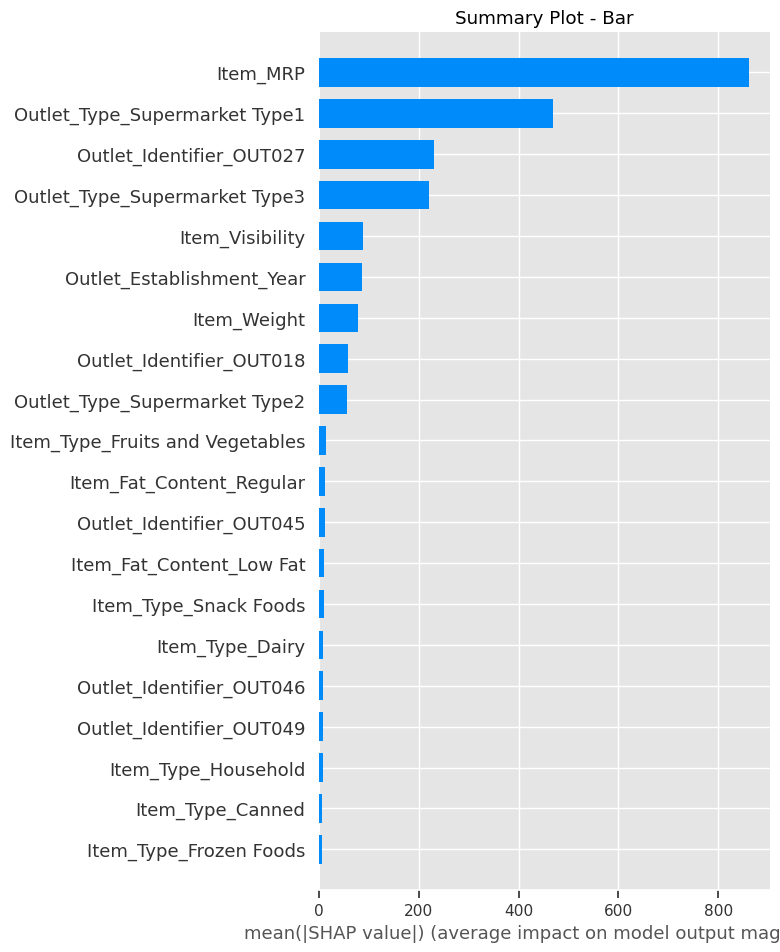 Summary Plot - Bar
Item_MRP
Outlet_Type_Supermarket Type1
Outlet_Identifier_OUT027
Outlet_Type_Supermarket Type3
Item_Visibility
Outlet_Establishment_Year
Item_Weight
Outlet_Identifier_OUT018
Outlet_Type_Supermarket Type2
Item_Type_Fruits and Vegetables
Item_Fat_Content_Regular
Outlet_Identifier_OUT045
Item_Fat_Content_Low Fat
Item_Type_Snack Foods
Item_Type_Dairy
Outlet_Identifier_OUT046
Outlet_Identifier_OUT049
Item_Type_Household
Item_Type_Canned
Item_Type_Frozen Foods
0 200 400 600 800
mean(|SHAP value|) (average impact on model output mag